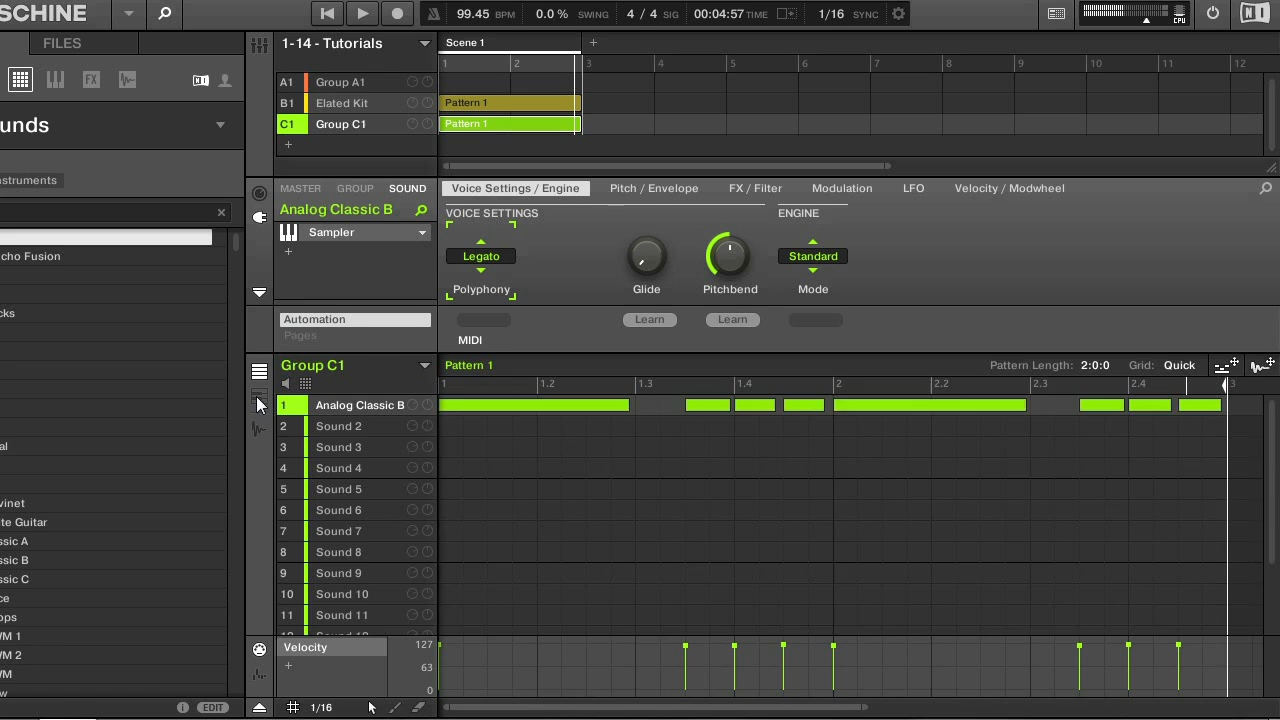 SCHINE
99.45 BPM 0.0% SWING 4 / 4 SIG 00:04:57 TIME 1/16 SYNC
CPU
FILES
1-14 - Tutorials
Scene 1
+
1 2 3 4 5 6 7 8 9 10 11 12
A1 Group A1
B1 Elated Kit Pattern 1
C1 Group C1 Pattern 1
+
unds
nstruments
cho Fusion
cks
al
vinet
te Guitar
ssic A
ssic B
ssic C
ce
ops
WM 1
WM 2
WM
w
EDIT
MASTER GROUP SOUND
Analog Classic B
Sampler
+
Automation
Pages
Voice Settings / Engine Pitch / Envelope FX / Filter Modulation LFO Velocity / Modwheel
VOICE SETTINGS ENGINE
Legato Standard
Polyphony Glide Pitchbend Mode
Learn Learn
MIDI
Group C1 Pattern 1 Pattern Length: 2:0:0 Grid: Quick
1 1.2 1.3 1.4 2 2.2 2.3 2.4 3
1 Analog Classic B
2 Sound 2
3 Sound 3
4 Sound 4
5 Sound 5
6 Sound 6
7 Sound 7
8 Sound 8
9 Sound 9
10 Sound 10
11 Sound 11
Velocity 127
+ 63
0
1/16